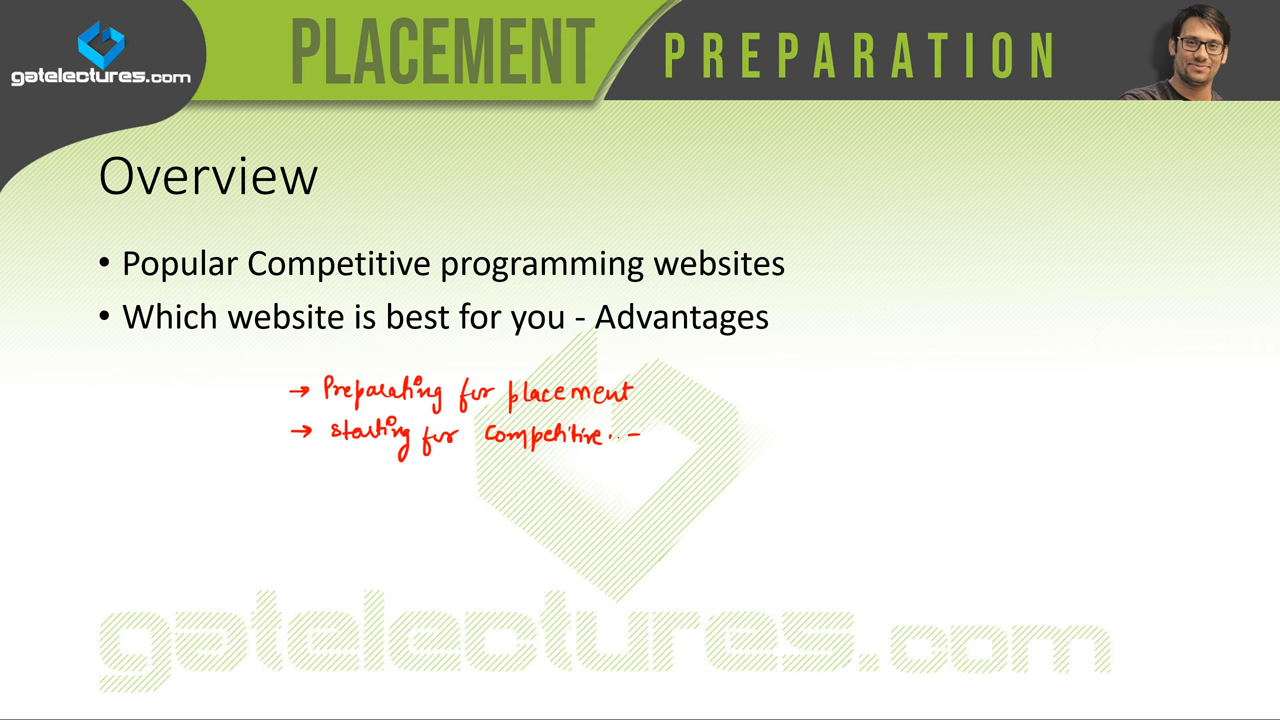 gatelectures.com
PLACEMENT PREPARATION
Overview
• Popular Competitive programming websites
• Which website is best for you - Advantages
→ Preparating for placement
→ starting for competitive..-
gatelectures.com